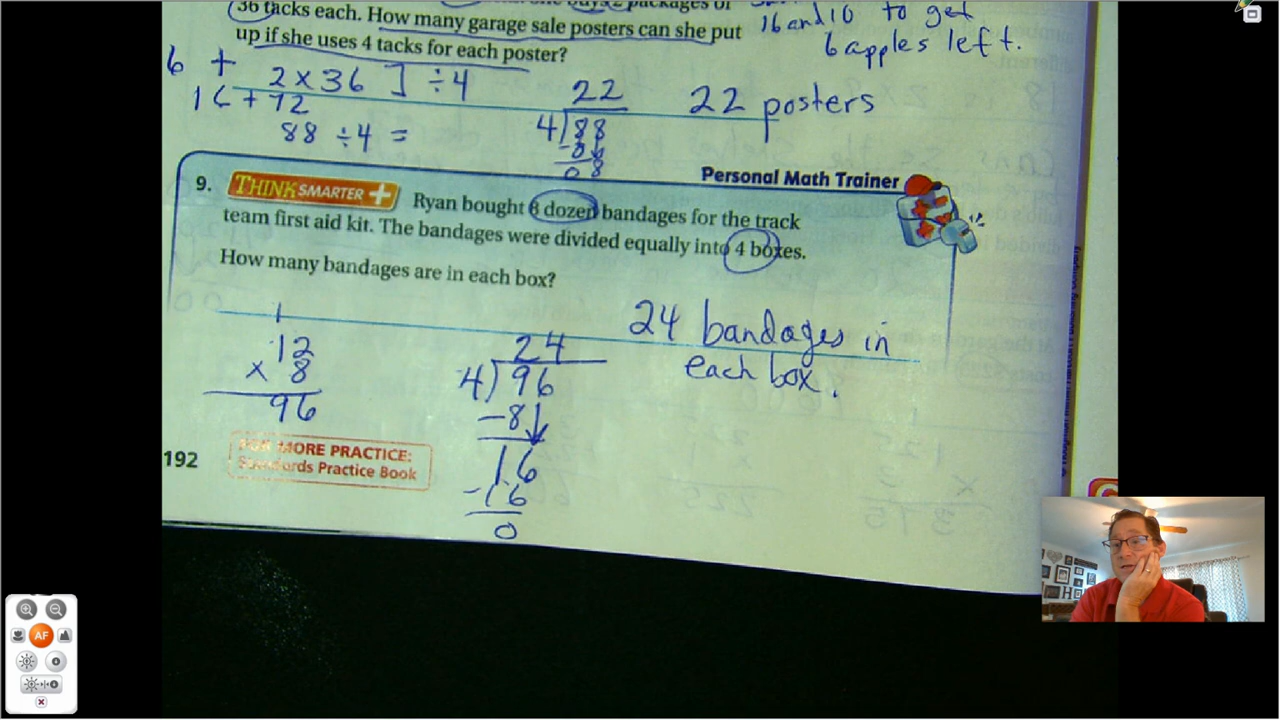 36 tacks each. How many garage sale posters can she put
up if she uses 4 tacks for each poster?
16 and 10 to get
6 apples left.
6 + 2 x 36 ] ÷ 4
16 + 72
88 ÷ 4 =
22
4 88
- 8
08
22 posters
Personal Math Trainer
9. THINK SMARTER + Ryan bought 8 dozen bandages for the track
team first aid kit. The bandages were divided equally into 4 boxes.
How many bandages are in each box?
1
12
x 8
96
24
4)96
-8
16
-16
0
24 bandages in
each box.
192
FOR MORE PRACTICE:
Standards Practice Book
AF